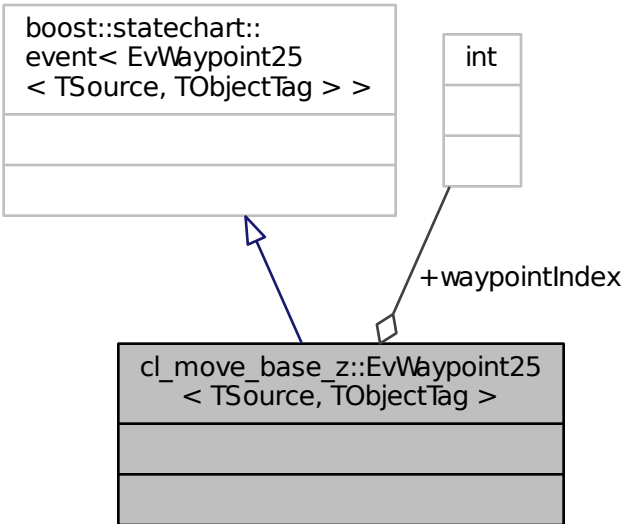 boost::statechart::
event< EvWaypoint25
< TSource, TObjectTag > >
int
+waypointIndex
cl_move_base_z::EvWaypoint25
< TSource, TObjectTag >